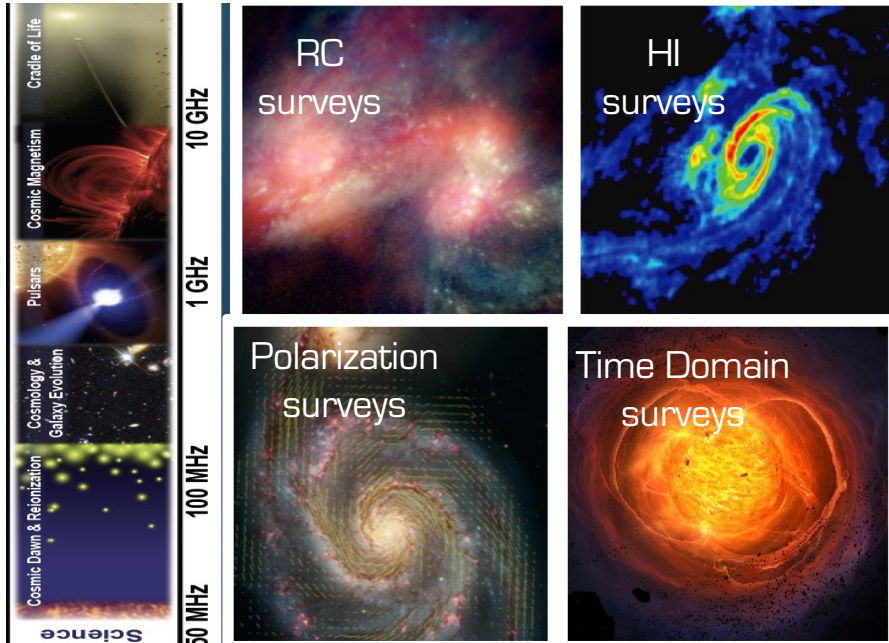 Cradle of Life
Cosmic Magnetism
Pulsars
Cosmology &
Galaxy Evolution
Cosmic Dawn & Reionization
Science
10 GHz
1 GHz
100 MHz
50 MHz
RC
surveys
HI
surveys
Polarization
surveys
Time Domain
surveys